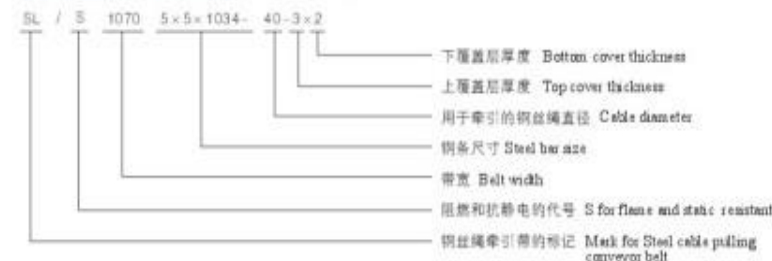 SL / S 1070 5×5×1034- 40-3×2
下覆盖层厚度 Bottom cover thickness
上覆盖层厚度 Top cover thickness
用于牵引的钢丝绳直径 Cable diameter
钢条尺寸 Steel bar size
带宽 Belt width
阻燃和抗静电的代号 S for flame and static resistant
钢丝绳牵引带的标记 Mark for Steel cable pulling
conveyor belt